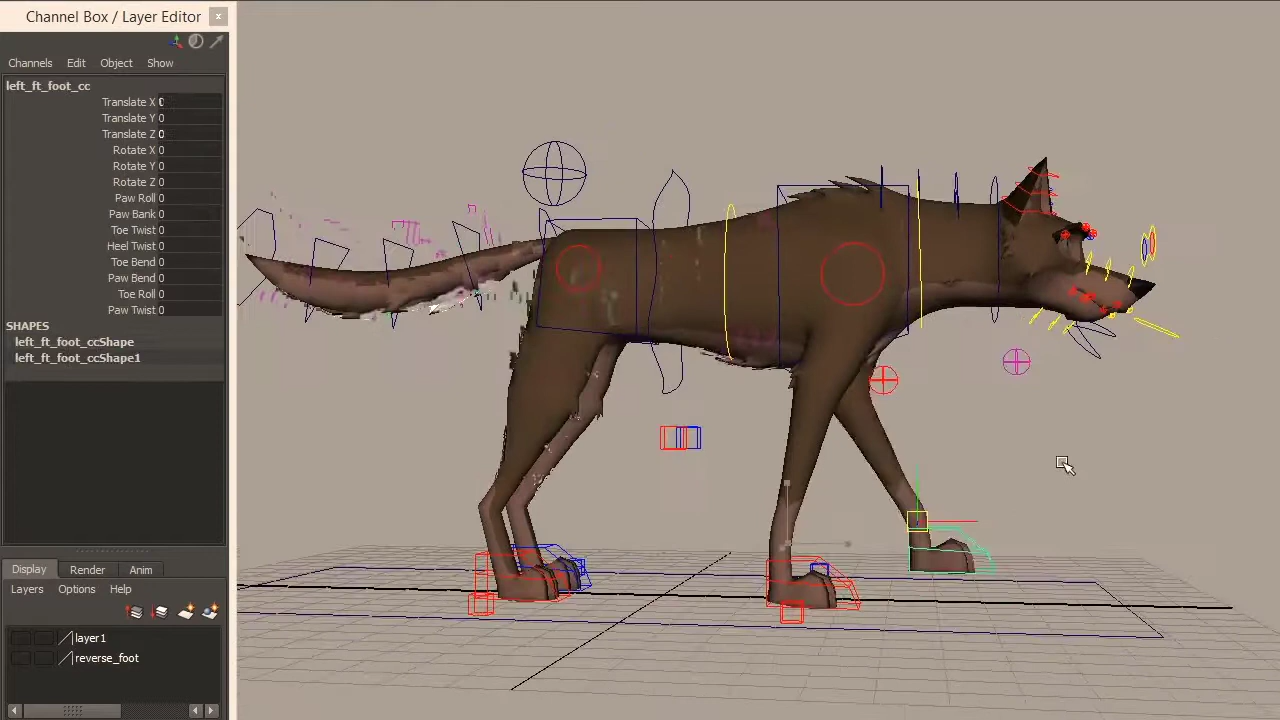 Channel Box / Layer Editor
Channels Edit Object Show
left_ft_foot_cc
Translate X 0
Translate Y 0
Translate Z 0
Rotate X 0
Rotate Y 0
Rotate Z 0
Paw Roll 0
Paw Bank 0
Toe Twist 0
Heel Twist 0
Toe Bend 0
Paw Bend 0
Toe Roll 0
Paw Twist 0
SHAPES
left_ft_foot_ccShape
left_ft_foot_ccShape1
Display Render Anim
Layers Options Help
layer1
reverse_foot